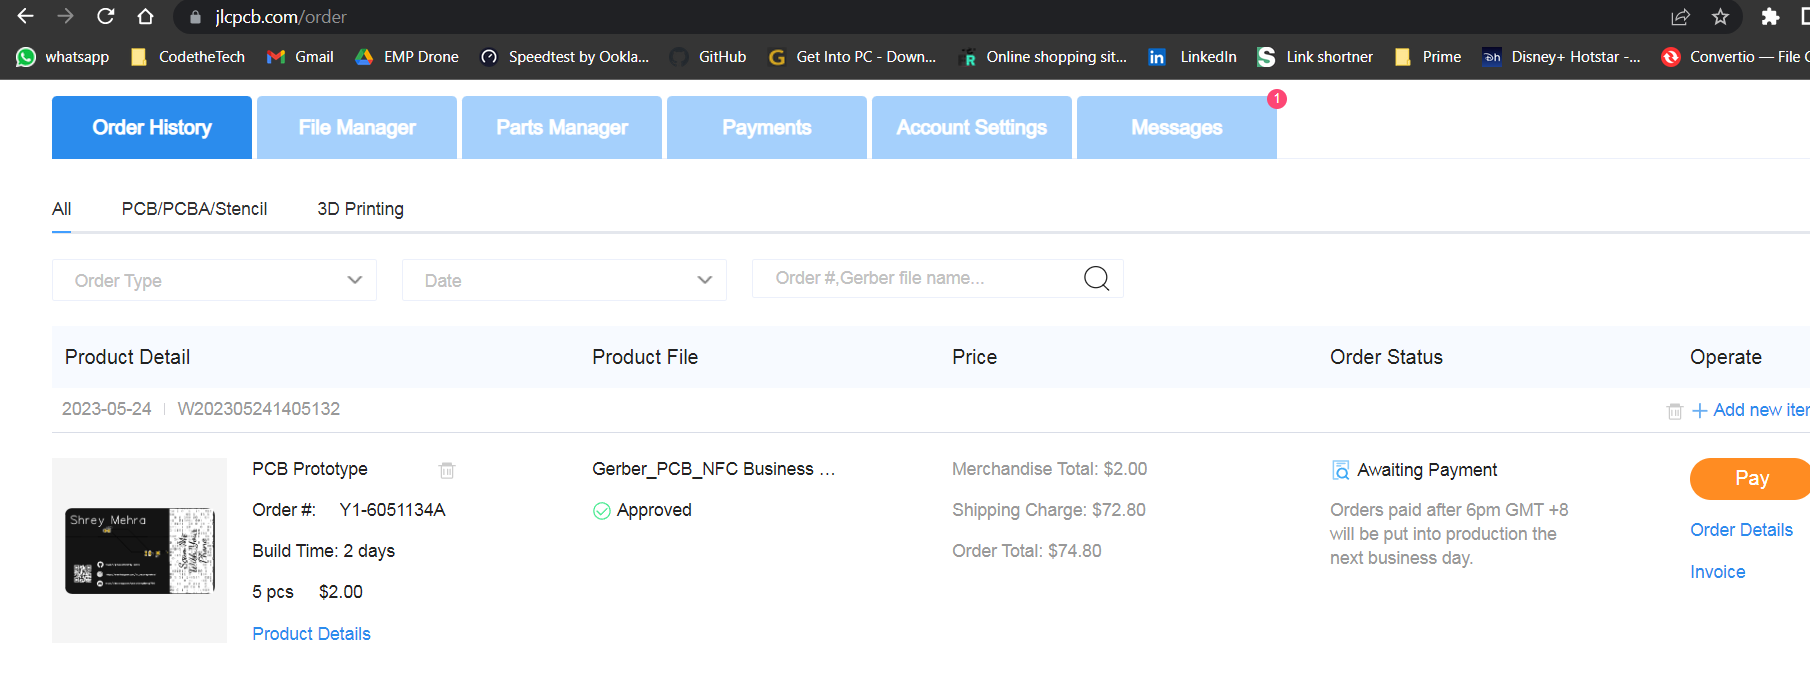 jlcpcb.com/order
whatsapp CodetheTech Gmail EMP Drone Speedtest by Ookla... GitHub Get Into PC - Down... Online shopping sit... LinkedIn Link shortner Prime Disney+ Hotstar -... Convertio — File
1
Order History File Manager Parts Manager Payments Account Settings Messages
All PCB/PCBA/Stencil 3D Printing
Order Type Date Order #,Gerber file name...
Product Detail Product File Price Order Status Operate
2023-05-24 W202305241405132 + Add new iter
PCB Prototype Gerber_PCB_NFC Business ... Merchandise Total: $2.00 Awaiting Payment Pay
Order #: Y1-6051134A Approved Shipping Charge: $72.80 Orders paid after 6pm GMT +8
will be put into production the
next business day.
Order Details
Build Time: 2 days Order Total: $74.80
Invoice
5 pcs $2.00
Product Details
Shrey Mehra